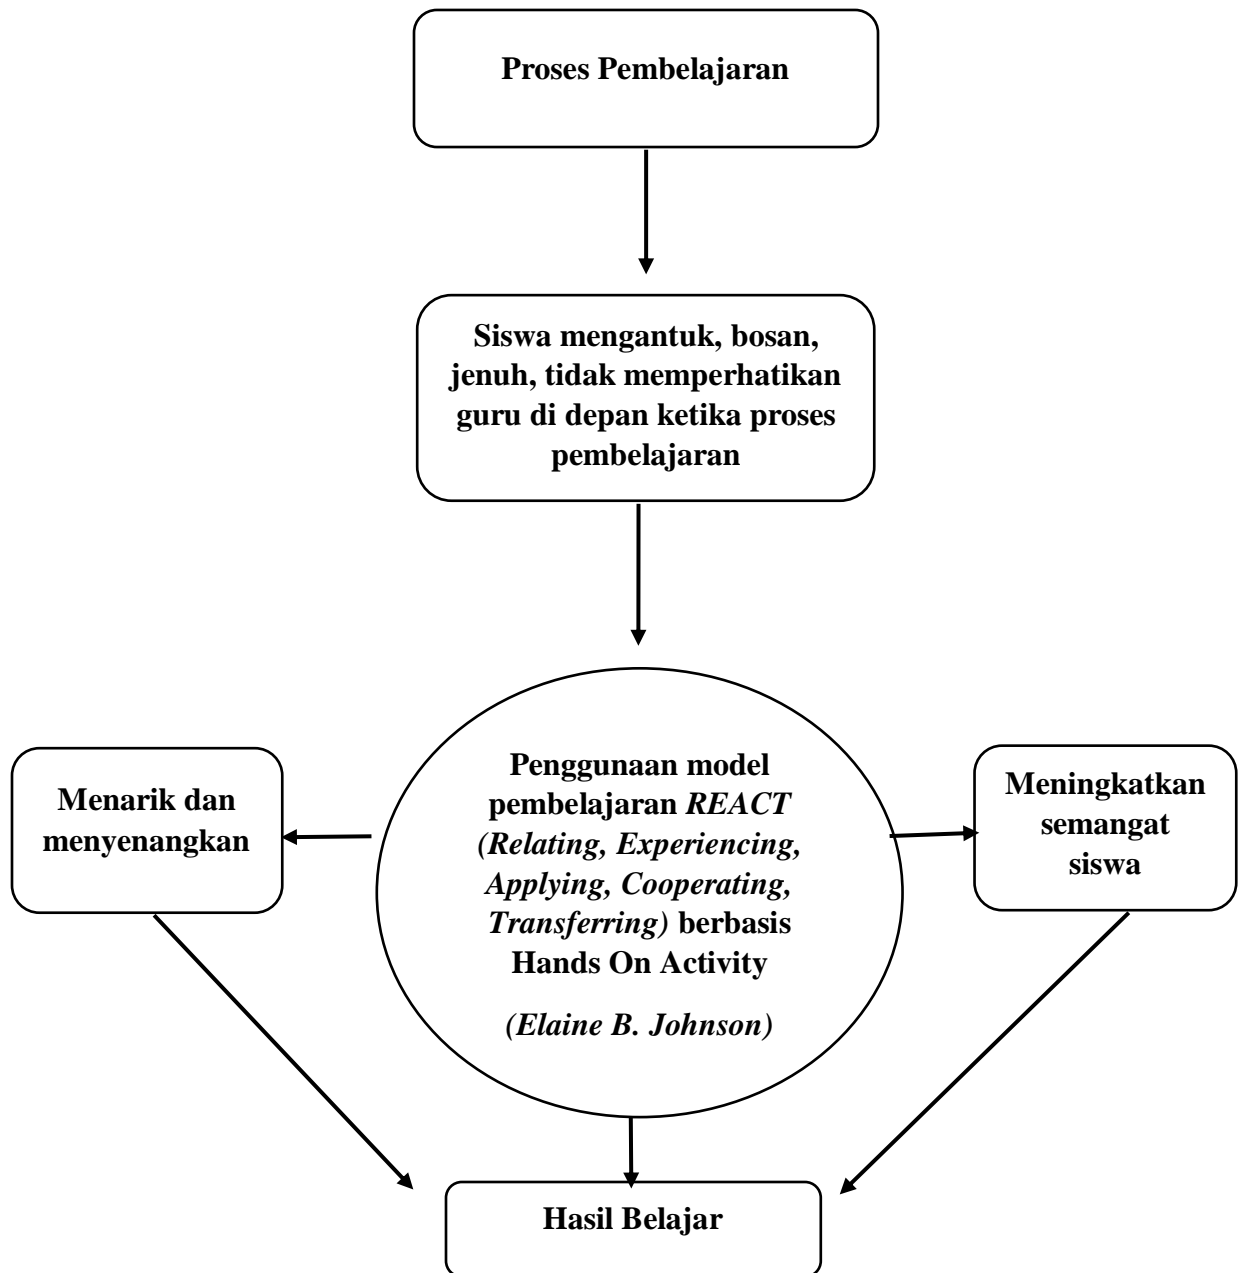 Proses Pembelajaran
Siswa mengantuk, bosan,
jenuh, tidak memperhatikan
guru di depan ketika proses
pembelajaran
Menarik dan
menyenangkan
Penggunaan model
pembelajaran REACT
(Relating, Experiencing,
Applying, Cooperating,
Transferring) berbasis
Hands On Activity
(Elaine B. Johnson)
Meningkatkan
semangat
siswa
Hasil Belajar